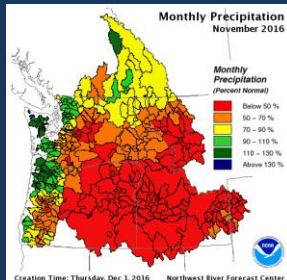 Monthly Precipitation
November 2016
Monthly
Precipitation
(Percent Normal)
Below 50 %
50 - 70 %
70 - 90 %
90 - 110 %
110 - 130 %
Above 130 %
noaa
Creation Time: Thursday, Dec 1, 2016
Northwest River Forecast Center